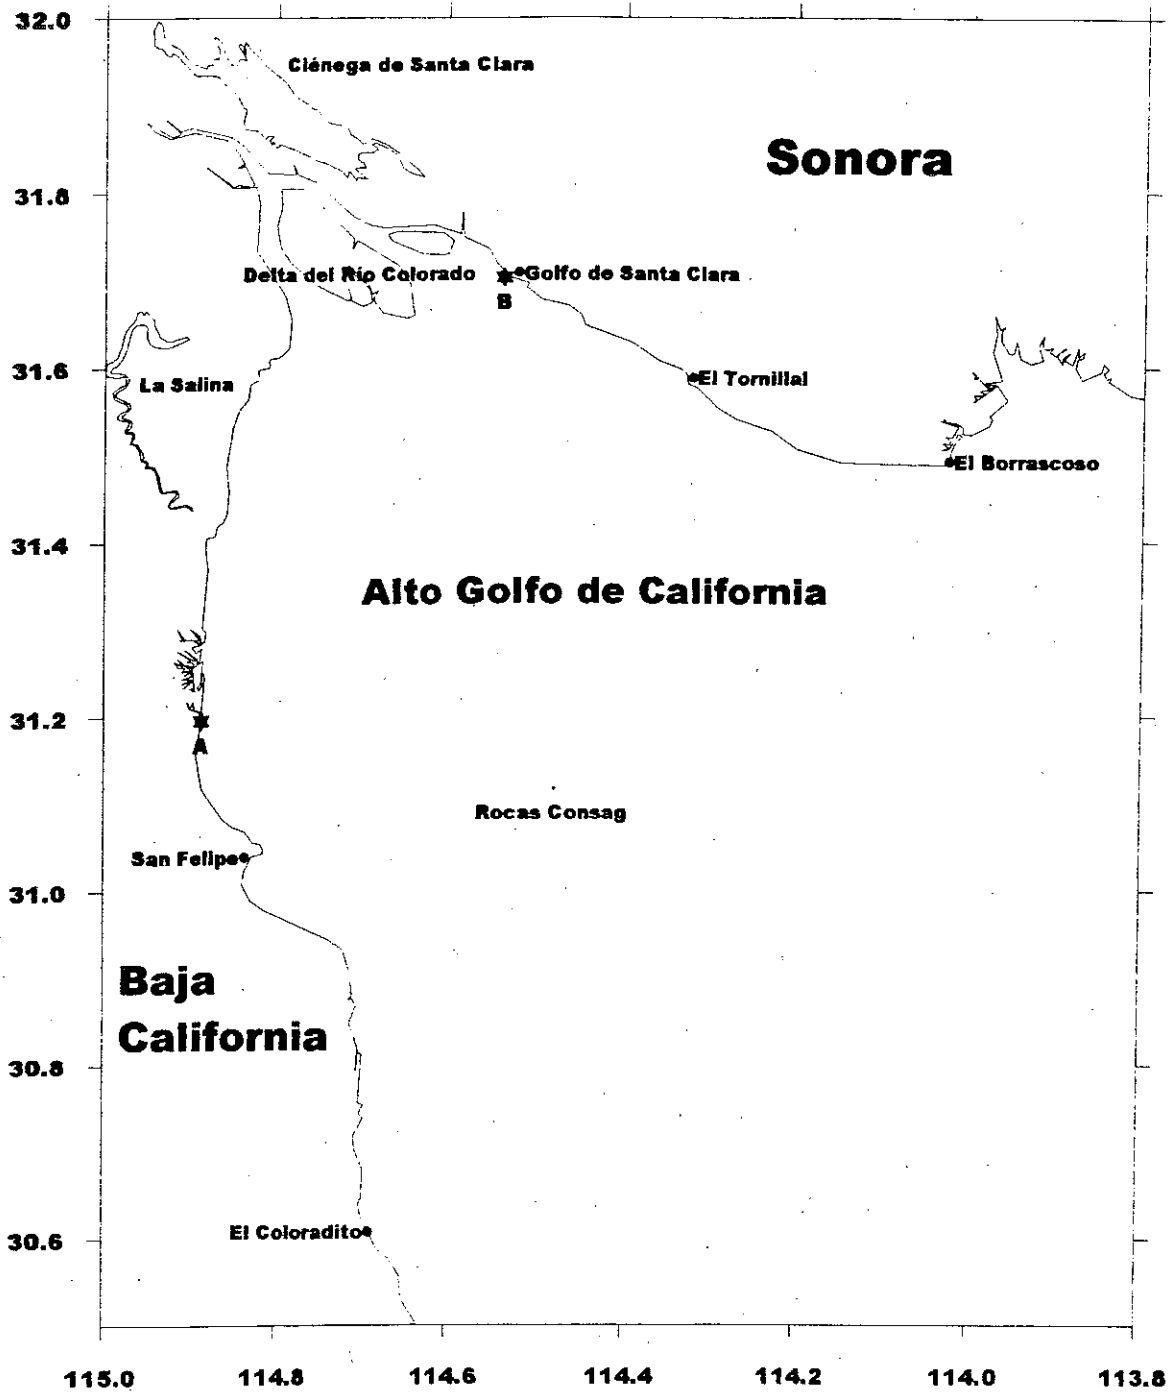 32.0
Ciénega de Santa Clara
Sonora
31.8
Delta del Río Colorado
Golfo de Santa Clara
B
31.6
La Salina
El Tornillal
El Borrascoso
31.4
Alto Golfo de California
31.2
A
Rocas Consag
San Felipe
31.0
Baja
California
30.8
El Coloradito
30.6
115.0 114.8 114.6 114.4 114.2 114.0 113.8